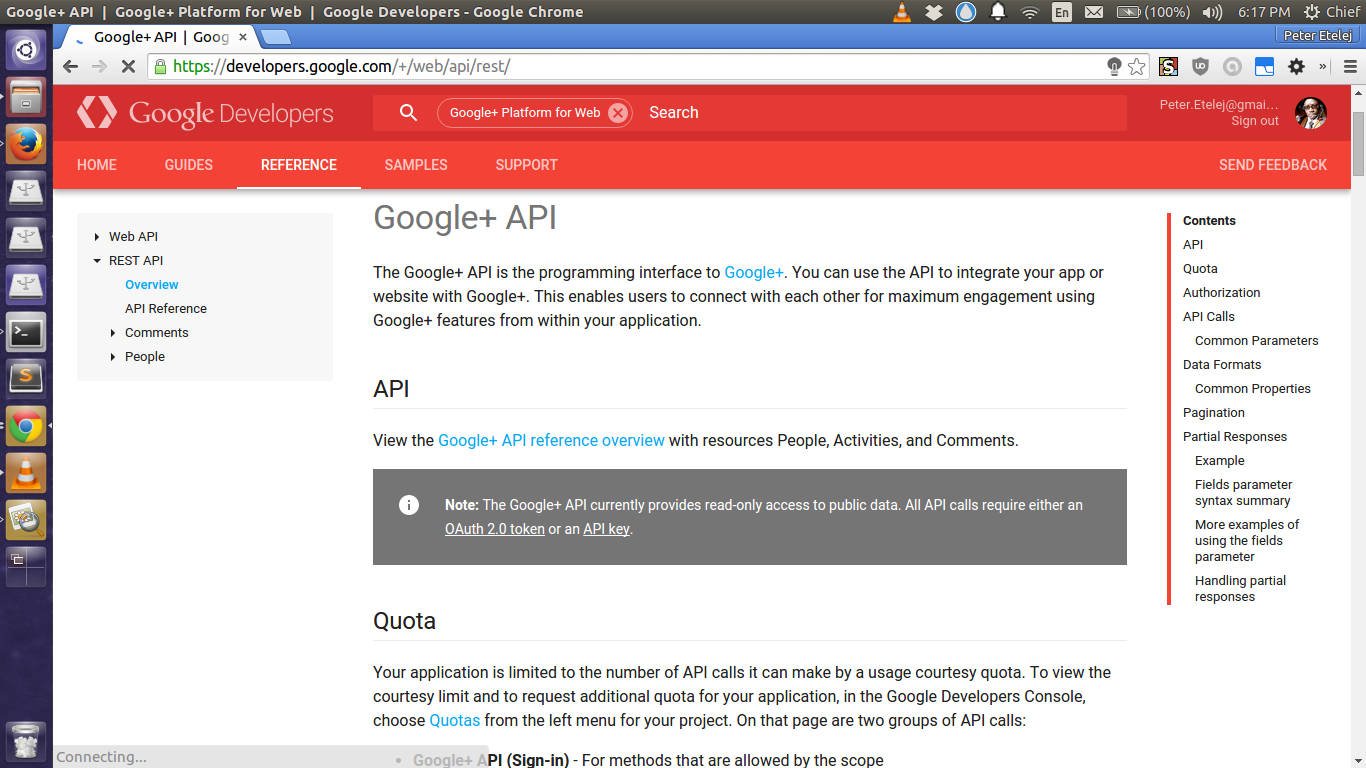 Google+ API | Google+ Platform for Web | Google Developers - Google Chrome
En
(100%)
6:17 PM
Chief
Google+ API | Goog
Peter Etelej
https://developers.google.com/+/web/api/rest/
Google Developers
Google+ Platform for Web
Search
Peter.Etelej@gmai...
Sign out
HOME
GUIDES
REFERENCE
SAMPLES
SUPPORT
SEND FEEDBACK
Web API
REST API
Overview
API Reference
Comments
People
Google+ API
The Google+ API is the programming interface to Google+. You can use the API to integrate your app or
website with Google+. This enables users to connect with each other for maximum engagement using
Google+ features from within your application.
API
View the Google+ API reference overview with resources People, Activities, and Comments.
Note: The Google+ API currently provides read-only access to public data. All API calls require either an
OAuth 2.0 token or an API key.
Quota
Your application is limited to the number of API calls it can make by a usage courtesy quota. To view the
courtesy limit and to request additional quota for your application, in the Google Developers Console,
choose Quotas from the left menu for your project. On that page are two groups of API calls:
• Google+ API (Sign-in) - For methods that are allowed by the scope
Contents
API
Quota
Authorization
API Calls
Common Parameters
Data Formats
Common Properties
Pagination
Partial Responses
Example
Fields parameter
syntax summary
More examples of
using the fields
parameter
Handling partial
responses
Connecting...